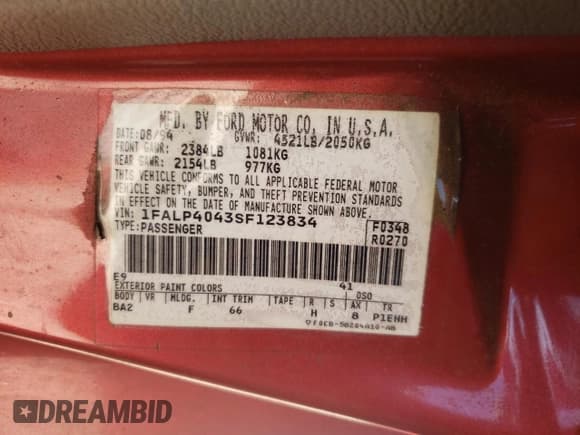 MFD. BY FORD MOTOR CO. IN U.S.A.
DATE: 08/94 GVWR: 4321LB/2050KG
FRONT GAWR: 2384LB 1081KG
REAR GAWR: 2154LB 977KG
THIS VEHICLE CONFORMS TO ALL APPLICABLE FEDERAL MOTOR
VEHICLE SAFETY, BUMPER, AND THEFT PREVENTION STANDARDS
IN EFFECT ON THE DATE OF MANUFACTURE SHOWN ABOVE.
VIN: 1FALP4043SF123834 F0348
TYPE: PASSENGER R0270
E9 41
EXTERIOR PAINT COLORS DSO
BODY VR MLDG. INT TRIM TAPE R S AX TR
BA2 F 66 H 8 P1EHH
DREAMBID